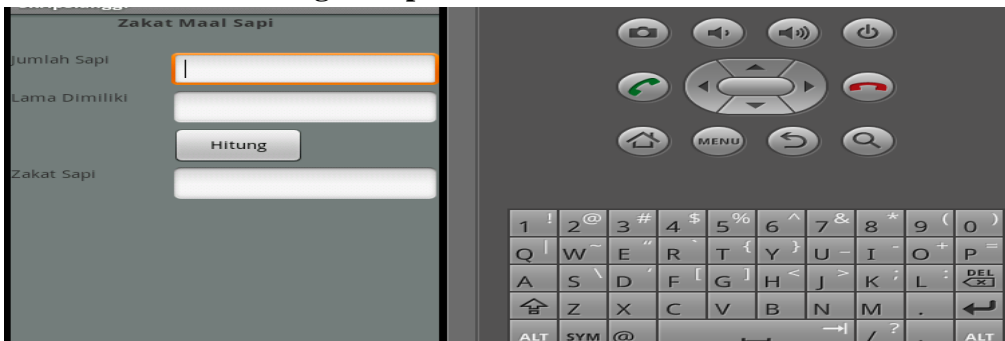 Zakat Maal Sapi
Jumlah Sapi
Lama Dimiliki
Hitung
Zakat Sapi
MENU
1 ! 2 @ 3 # 4 $ 5 % 6 ^ 7 & 8 * 9 ( 0 )
Q | W ~ E " R ` T { Y } U _ I - O + P =
A S \ D ' F [ G ] H < J > K ; L : DEL
Z X C V B N M .
ALT SYM @ / ? , ALT